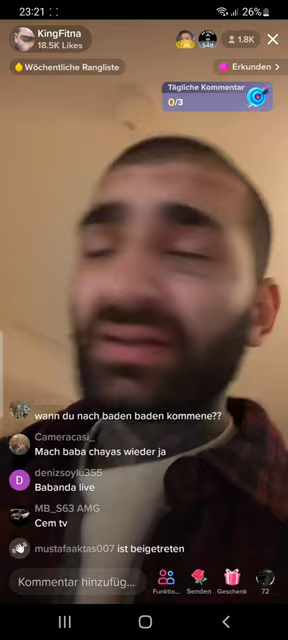 23:21
26%
KingFitna
18.5K Likes
1.8K
Wöchentliche Rangliste
Erkunden >
Tägliche Kommentar
0/3
wann du nach baden baden kommene??
Cameracasi_
Mach baba chayas wieder ja
denizsoylu355
D
Babanda live
MB_S63 AMG
Cem tv
mustafaaktas007 ist beigetreten
Kommentar hinzufüg...
Funktio...
Senden
Geschenk
72